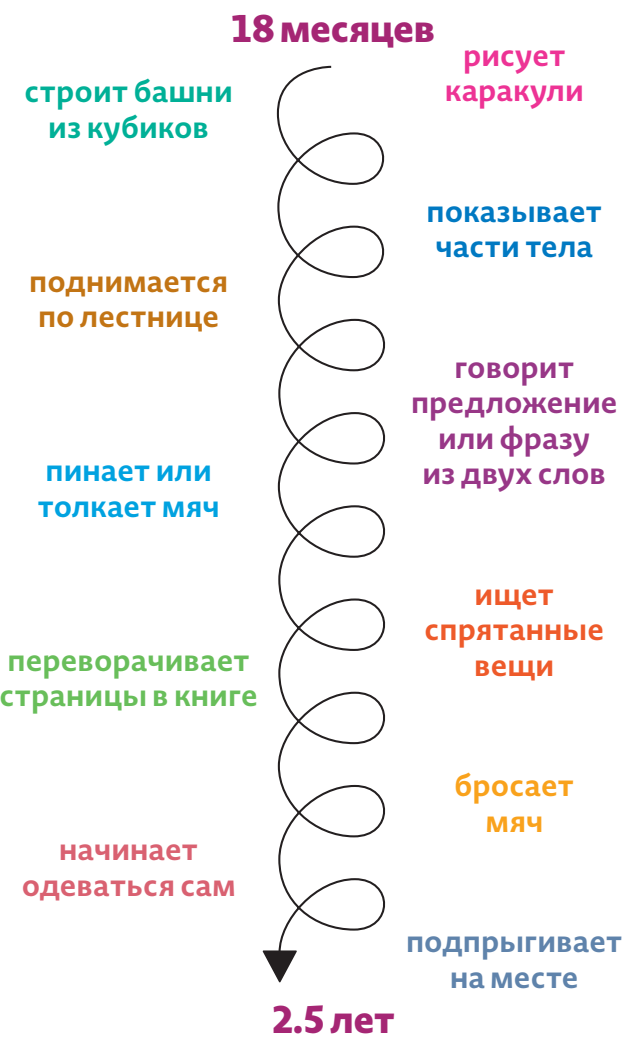 18 месяцев
рисует
каракули
строит башни
из кубиков
показывает
части тела
поднимается
по лестнице
говорит
предложение
или фразу
из двух слов
пинает или
толкает мяч
ищет
спрятанные
вещи
переворачивает
страницы в книге
бросает
мяч
начинает
одеваться сам
подпрыгивает
на месте
2.5 лет